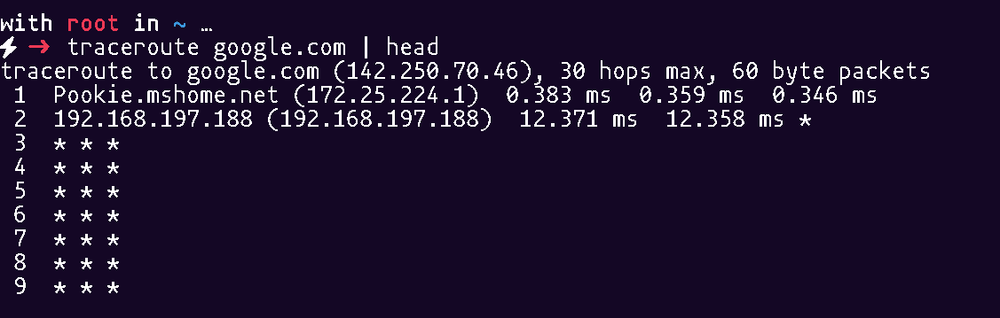 with root in ~ …
⚡ ➜ traceroute google.com | head
traceroute to google.com (142.250.70.46), 30 hops max, 60 byte packets
 1  Pookie.mshome.net (172.25.224.1)  0.383 ms  0.359 ms  0.346 ms
 2  192.168.197.188 (192.168.197.188)  12.371 ms  12.358 ms *
 3  * * *
 4  * * *
 5  * * *
 6  * * *
 7  * * *
 8  * * *
 9  * * *